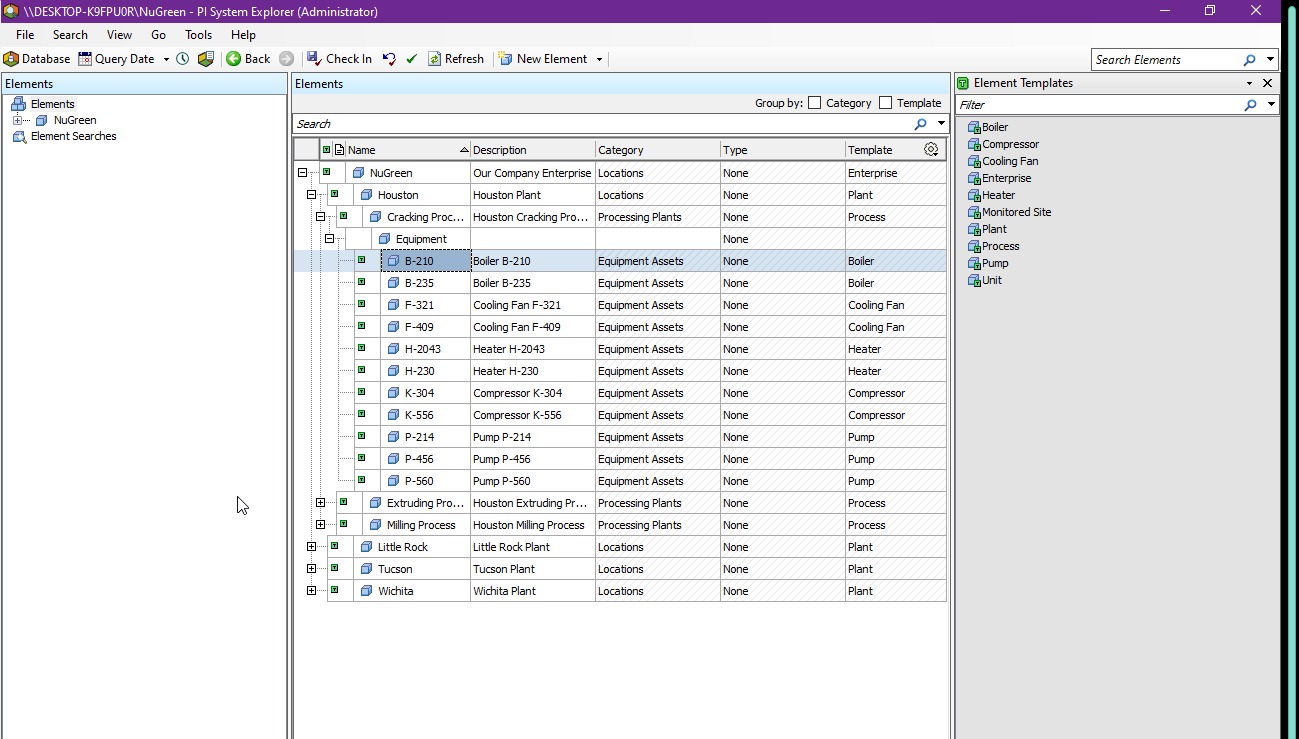 \\DESKTOP-K9FPU0R\NuGreen - PI System Explorer (Administrator)
File Search View Go Tools Help
Database Query Date Back Check In Refresh New Element Search Elements
Elements
Elements
NuGreen
Element Searches
Elements
Group by: Category Template
Search
Name Description Category Type Template
NuGreen Our Company Enterprise Locations None Enterprise
Houston Houston Plant Locations None Plant
Cracking Proc... Houston Cracking Pro... Processing Plants None Process
Equipment None
B-210 Boiler B-210 Equipment Assets None Boiler
B-235 Boiler B-235 Equipment Assets None Boiler
F-321 Cooling Fan F-321 Equipment Assets None Cooling Fan
F-409 Cooling Fan F-409 Equipment Assets None Cooling Fan
H-2043 Heater H-2043 Equipment Assets None Heater
H-230 Heater H-230 Equipment Assets None Heater
K-304 Compressor K-304 Equipment Assets None Compressor
K-556 Compressor K-556 Equipment Assets None Compressor
P-214 Pump P-214 Equipment Assets None Pump
P-456 Pump P-456 Equipment Assets None Pump
P-560 Pump P-560 Equipment Assets None Pump
Extruding Pro... Houston Extruding Pr... Processing Plants None Process
Milling Process Houston Milling Process Processing Plants None Process
Little Rock Little Rock Plant Locations None Plant
Tucson Tucson Plant Locations None Plant
Wichita Wichita Plant Locations None Plant
Element Templates
Filter
Boiler
Compressor
Cooling Fan
Enterprise
Heater
Monitored Site
Plant
Process
Pump
Unit